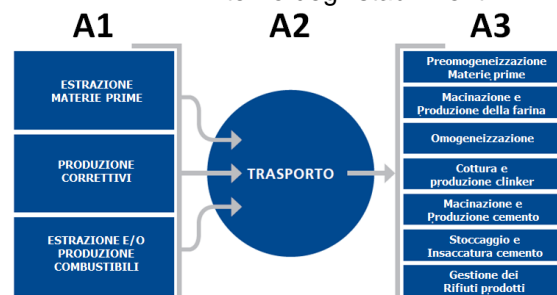 A1
A2
A3
ESTRAZIONE
MATERIE PRIME
PRODUZIONE
CORRETTIVI
ESTRAZIONE E/O
PRODUZIONE
COMBUSTIBILI
TRASPORTO
Preomogeneizzazione
Materie prime
Macinazione e
Produzione della farina
Omogeneizzazione
Cottura e
produzione clinker
Macinazione e
Produzione cemento
Stoccaggio e
Insaccatura cemento
Gestione dei
Rifiuti prodotti